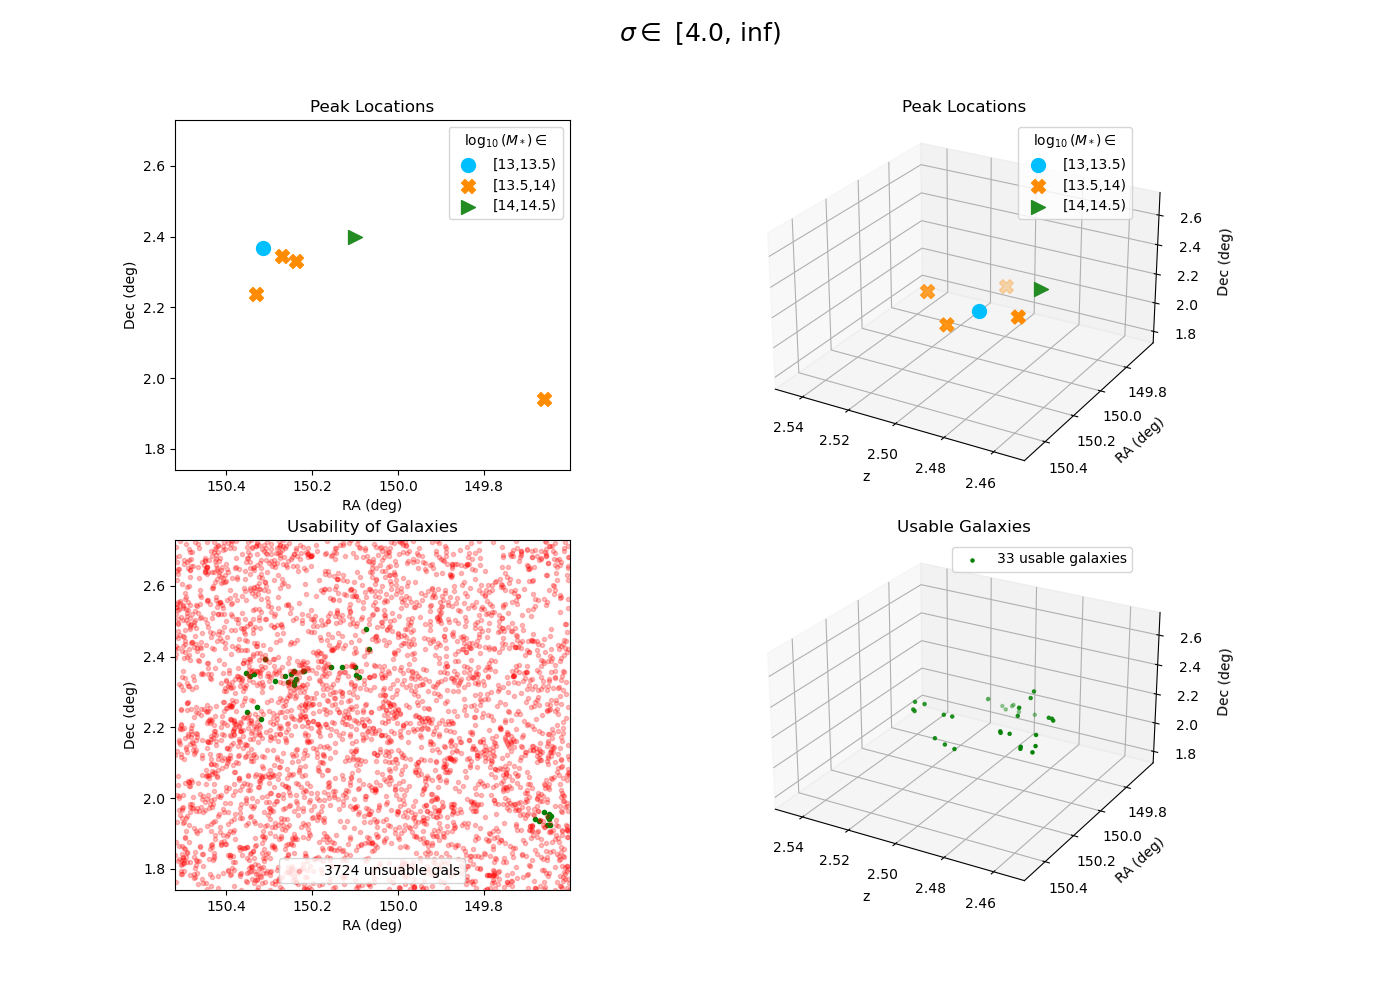 σ ∈ [4.0, inf)
Peak Locations
log₁₀(M*) ∈
[13,13.5)
[13.5,14)
[14,14.5)
2.6
2.4
2.2
2.0
1.8
Dec (deg)
150.4 150.2 150.0 149.8
RA (deg)
Peak Locations
log₁₀(M*) ∈
[13,13.5)
[13.5,14)
[14,14.5)
2.6
2.4
2.2
2.0
1.8
Dec (deg)
149.8
150.0
150.2
150.4
RA (deg)
2.54
2.52
2.50
2.48
2.46
z
Usability of Galaxies
2.6
2.4
2.2
2.0
1.8
Dec (deg)
3724 unsuable gals
150.4 150.2 150.0 149.8
RA (deg)
Usable Galaxies
33 usable galaxies
2.6
2.4
2.2
2.0
1.8
Dec (deg)
149.8
150.0
150.2
150.4
RA (deg)
2.54
2.52
2.50
2.48
2.46
z